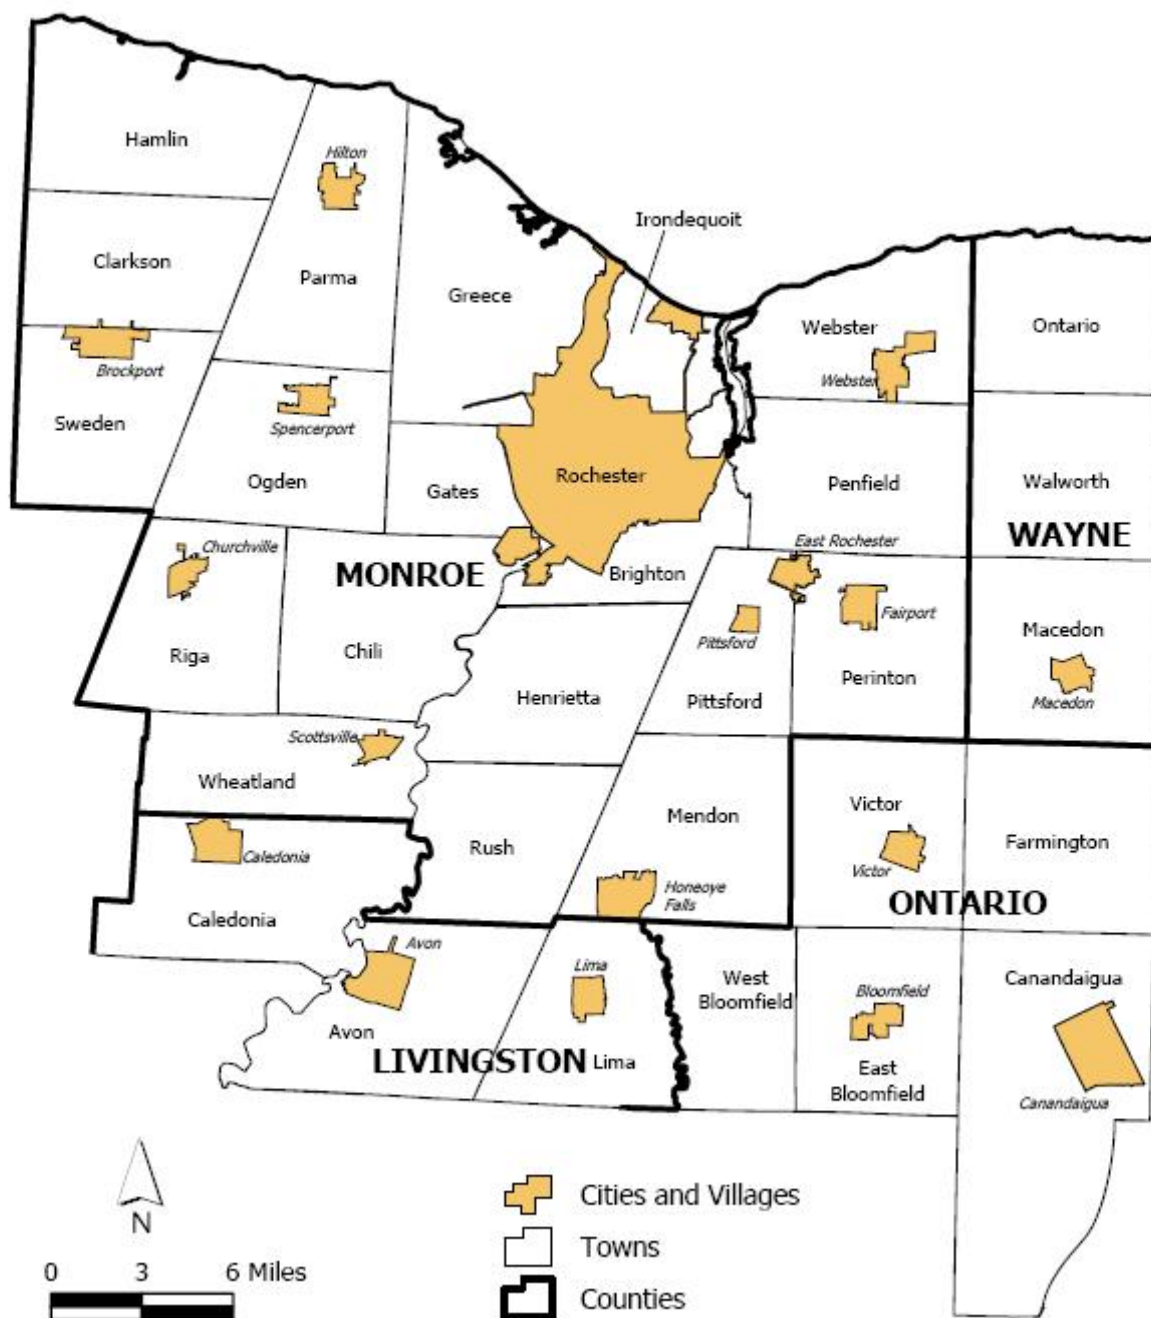 Hamlin
Hilton
Irondequoit
Clarkson
Parma
Greece
Webster
Ontario
Brockport
Webster
Sweden
Spencerport
Ogden
Gates
Rochester
Penfield
Walworth
WAYNE
East Rochester
Churchville
MONROE
Brighton
Fairport
Macedon
Pittsford
Riga
Chili
Henrietta
Pittsford
Perinton
Macedon
Scottsville
Wheatland
Victor
Mendon
Farmington
Rush
Caledonia
Victor
Honeoye
Falls
ONTARIO
Caledonia
Avon
Lima
West
Bloomfield
Bloomfield
Canandaigua
Avon
LIVINGSTON
Lima
East
Bloomfield
Canandaigua
N
Cities and Villages
Towns
Counties
0 3 6 Miles